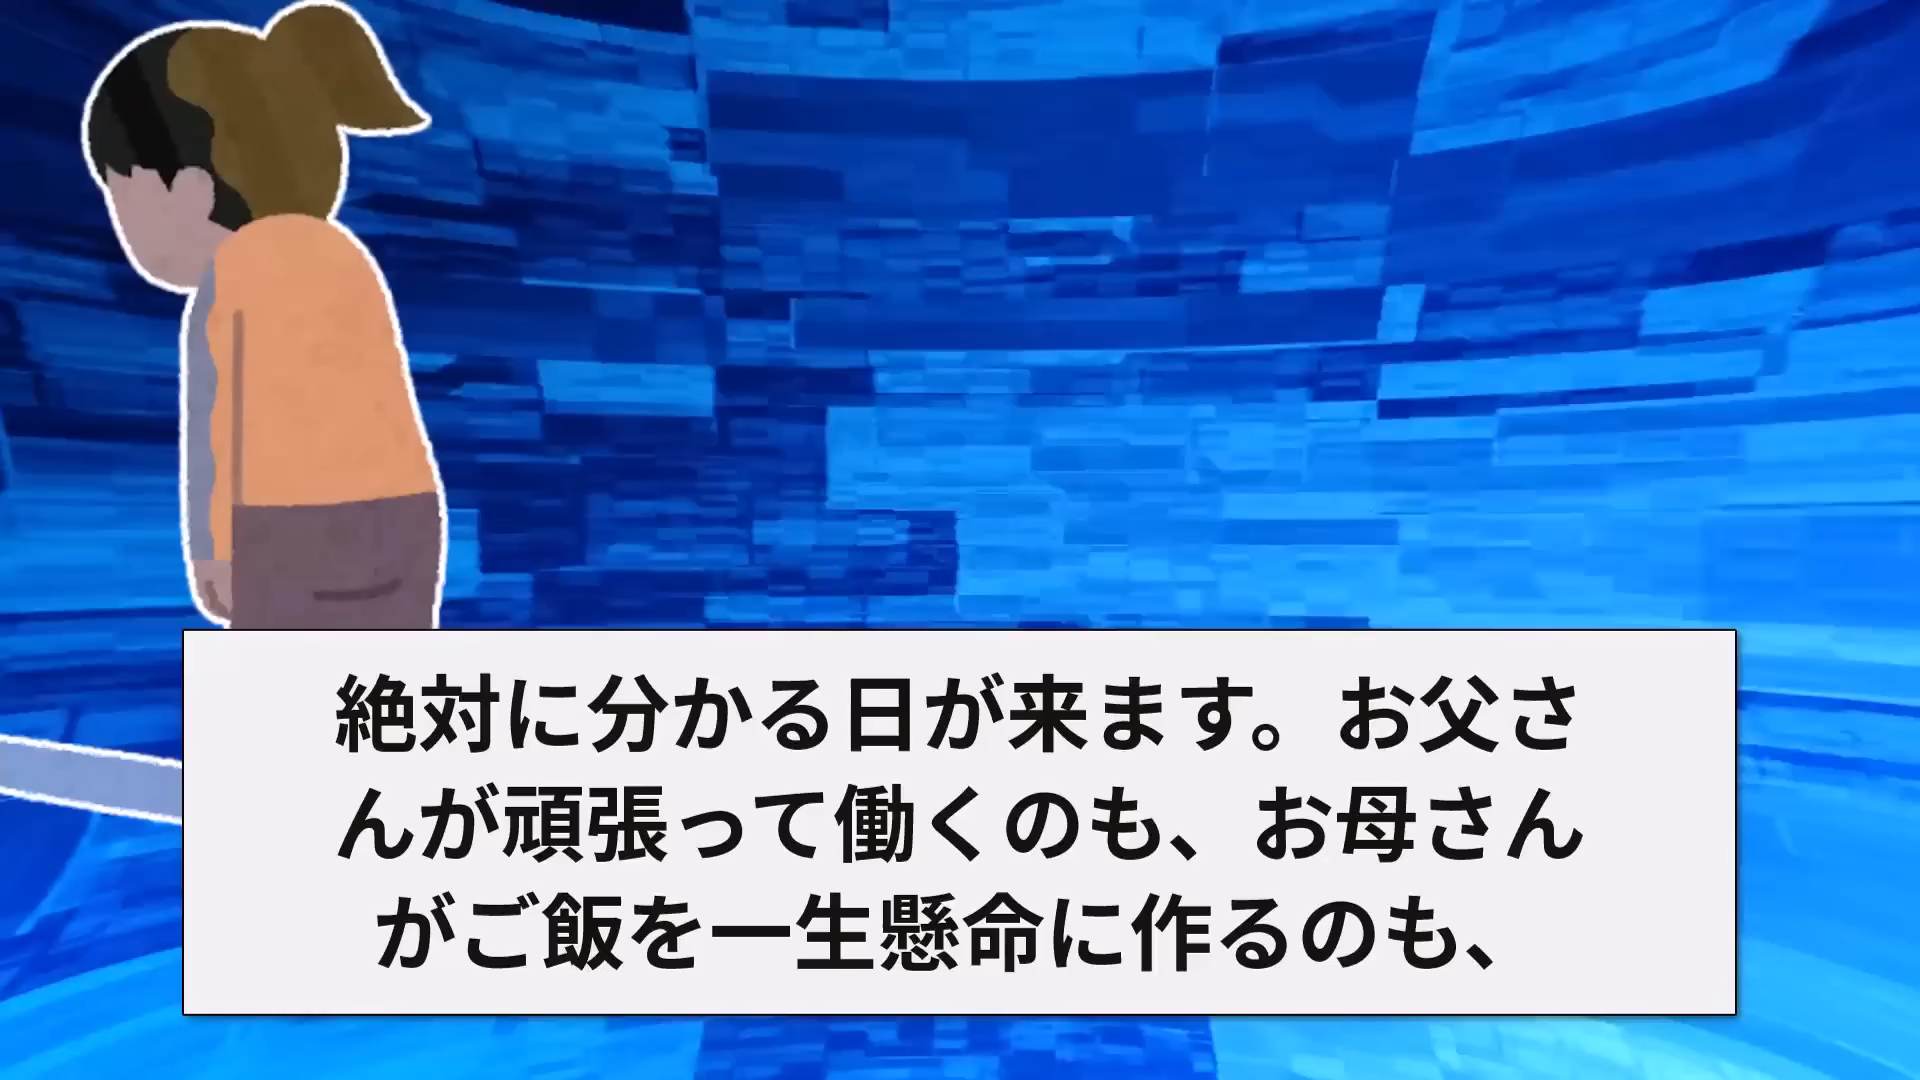 絶対に分かる日が来ます。お父さ
んが頑張って働くのも、お母さん
がご飯を一生懸命に作るのも、